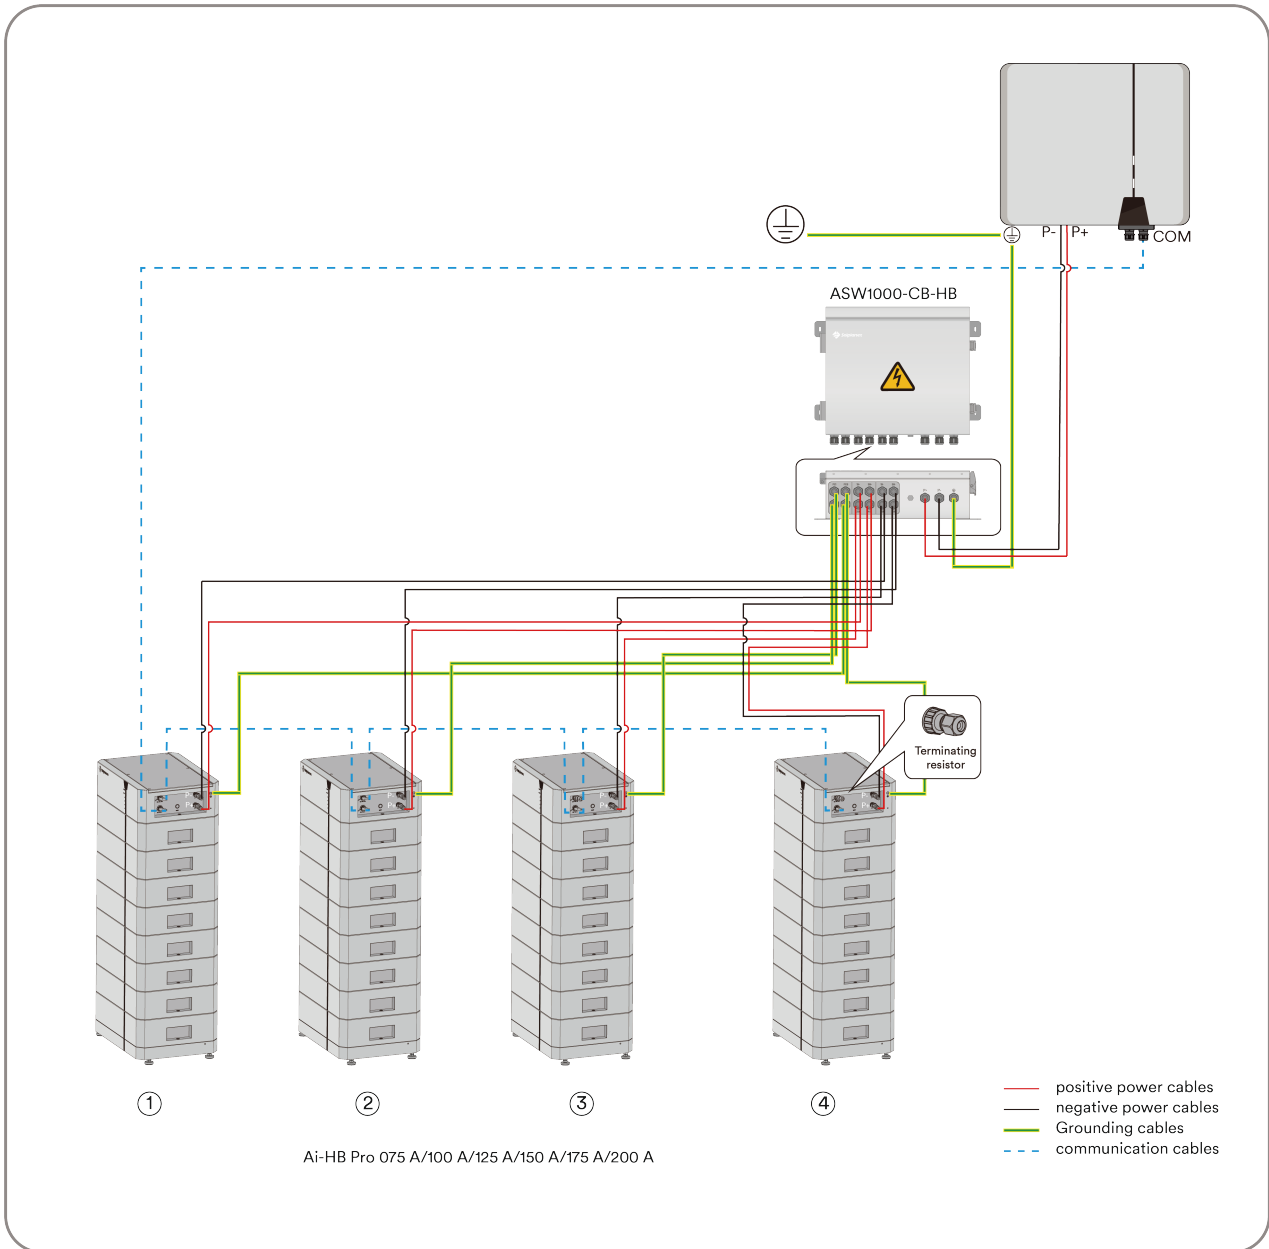 P- P+
COM
ASW1000-CB-HB
Terminating
resistor
1 2 3 4
positive power cables
negative power cables
Grounding cables
communication cables
Ai-HB Pro 075 A/100 A/125 A/150 A/175 A/200 A